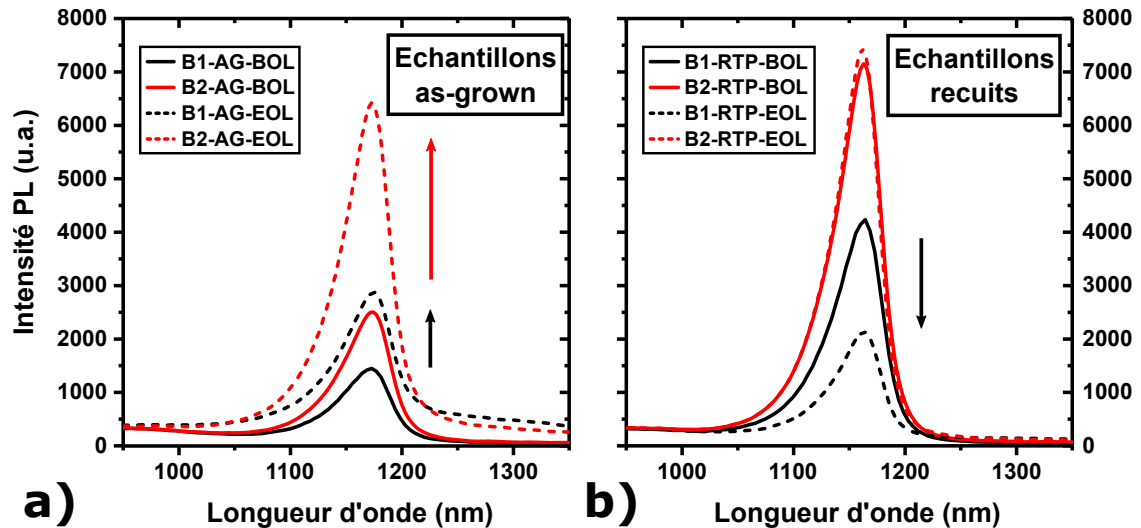 8000
7000
6000
5000
4000
3000
2000
1000
0
Intensité PL (u.a.)
B1-AG-BOL
B2-AG-BOL
B1-AG-EOL
B2-AG-EOL
Echantillons
as-grown
1000
1100
1200
1300
Longueur d'onde (nm)
a)
B1-RTP-BOL
B2-RTP-BOL
B1-RTP-EOL
B2-RTP-EOL
Echantillons
recuits
8000
7000
6000
5000
4000
3000
2000
1000
0
1000
1100
1200
1300
Longueur d'onde (nm)
b)